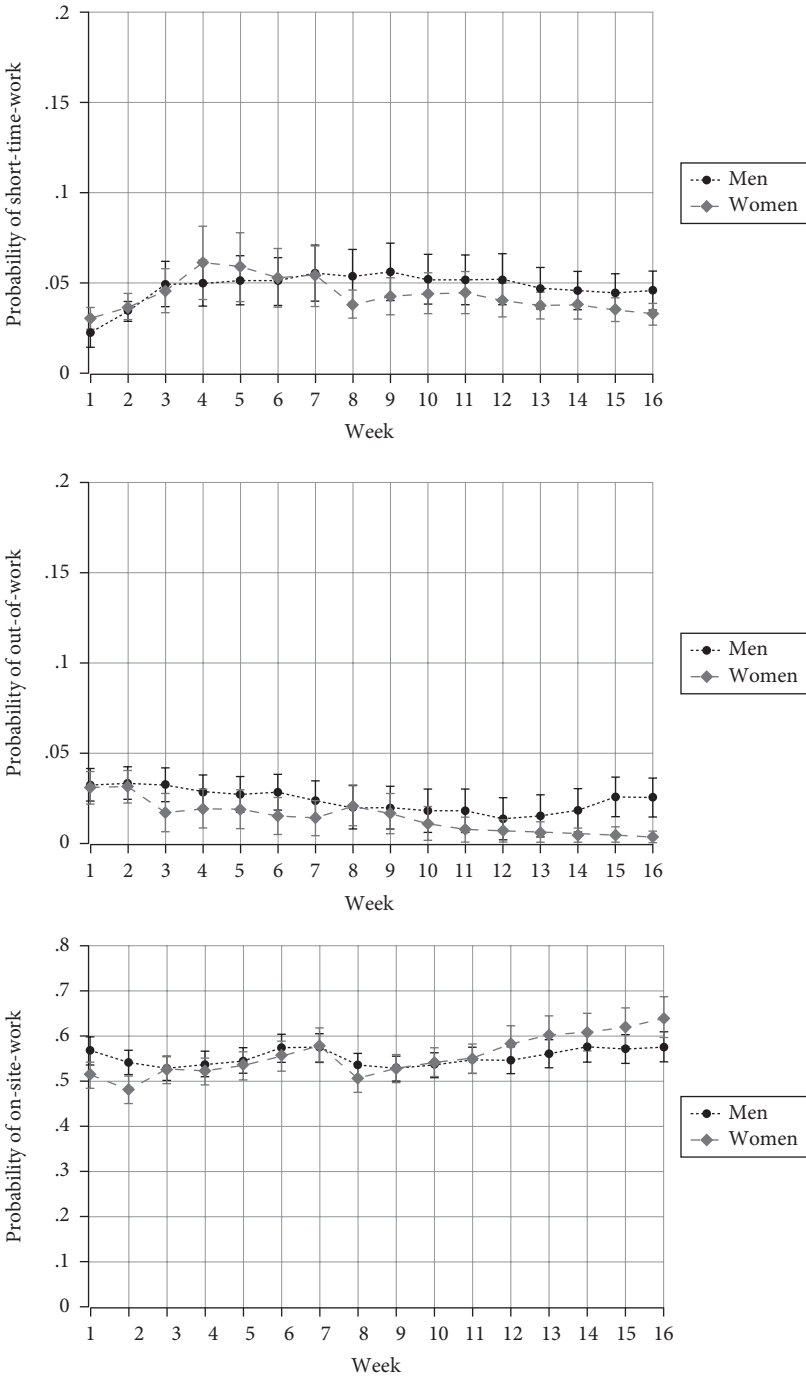 Probability of short-time-work
.2
.15
.1
.05
0
1 2 3 4 5 6 7 8 9 10 11 12 13 14 15 16
Week
Men
Women
Probability of out-of-work
.2
.15
.1
.05
0
1 2 3 4 5 6 7 8 9 10 11 12 13 14 15 16
Week
Men
Women
Probability of on-site-work
.8
.7
.6
.5
.4
.3
.2
.1
0
1 2 3 4 5 6 7 8 9 10 11 12 13 14 15 16
Week
Men
Women